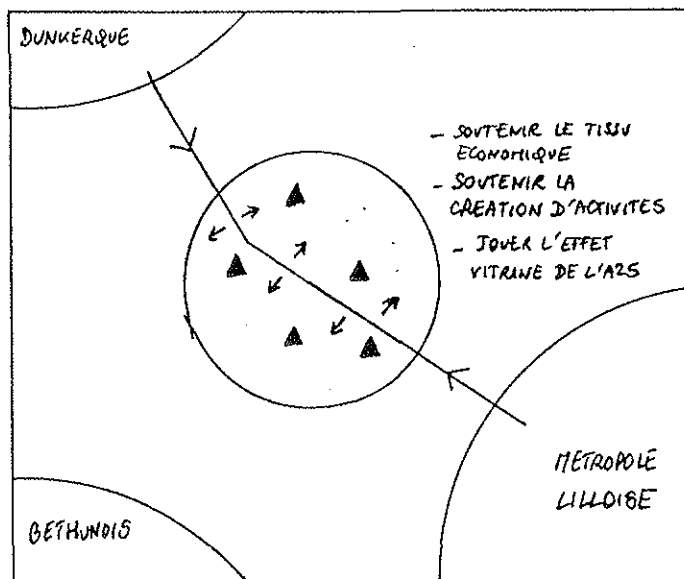 DUNKERQUE
- SOUTENIR LE TISSU
ECONOMIQUE
- SOUTENIR LA
CREATION D'ACTIVITES
- JOUER L'EFFET
VITRINE DE L'A25
METROPOLE
LILLOISE
BETHUNOIS